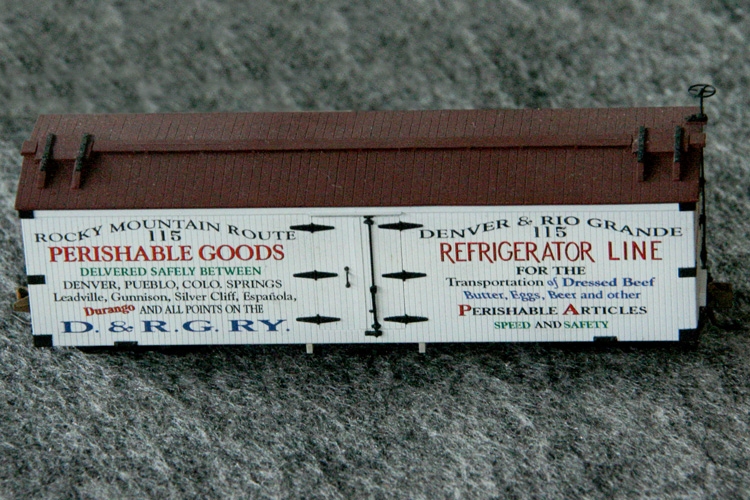 ROCKY MOUNTAIN ROUTE
115
PERISHABLE GOODS
DELVERED SAFELY BETWEEN
DENVER, PUEBLO, COLO. SPRINGS
Leadville, Gunnison, Silver Cliff, Española,
Durango AND ALL POINTS ON THE
D. & R. G. RY.
DENVER & RIO GRANDE
115
REFRIGERATOR LINE
FOR THE
Transportation of Dressed Beef
Butter, Eggs, Beer and other
PERISHABLE ARTICLES
SPEED AND SAFETY